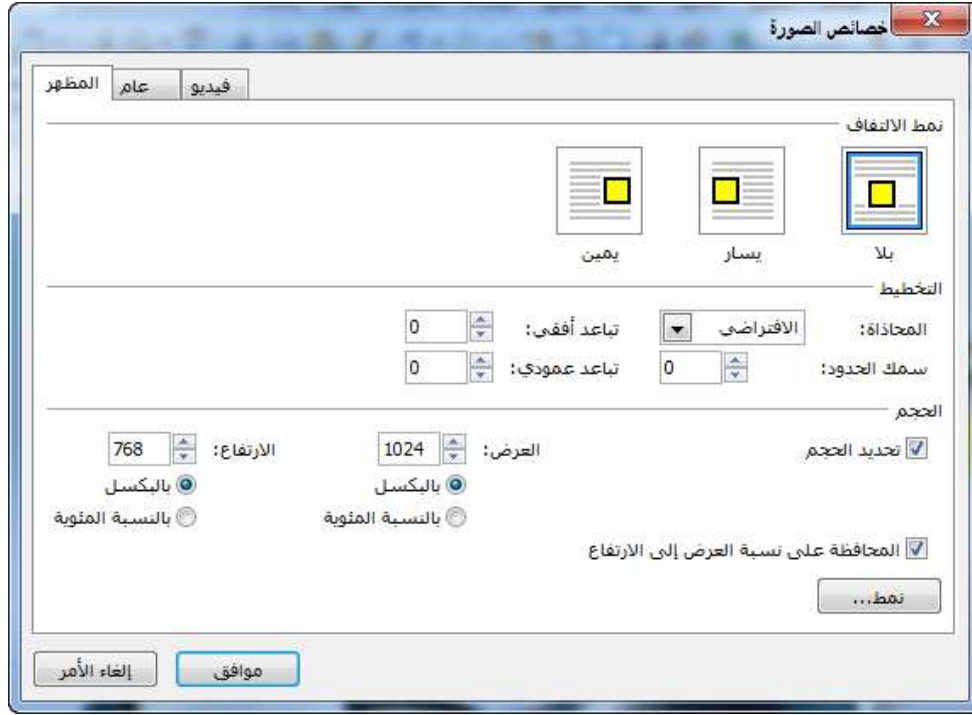 خصائص الصورة
المظهر عام فيديو
نمط الالتفاف
بلا يسار يمين
التخطيط
المحاذاة: الافتراضي تباعد أفقي: 0
سمك الحدود: 0 تباعد عمودي: 0
الحجم
تحديد الحجم العرض: 1024 الارتفاع: 768
بالبكسل بالبكسل
بالنسبة المئوية بالنسبة المئوية
المحافظة على نسبة العرض إلى الارتفاع
نمط...
موافق إلغاء الأمر